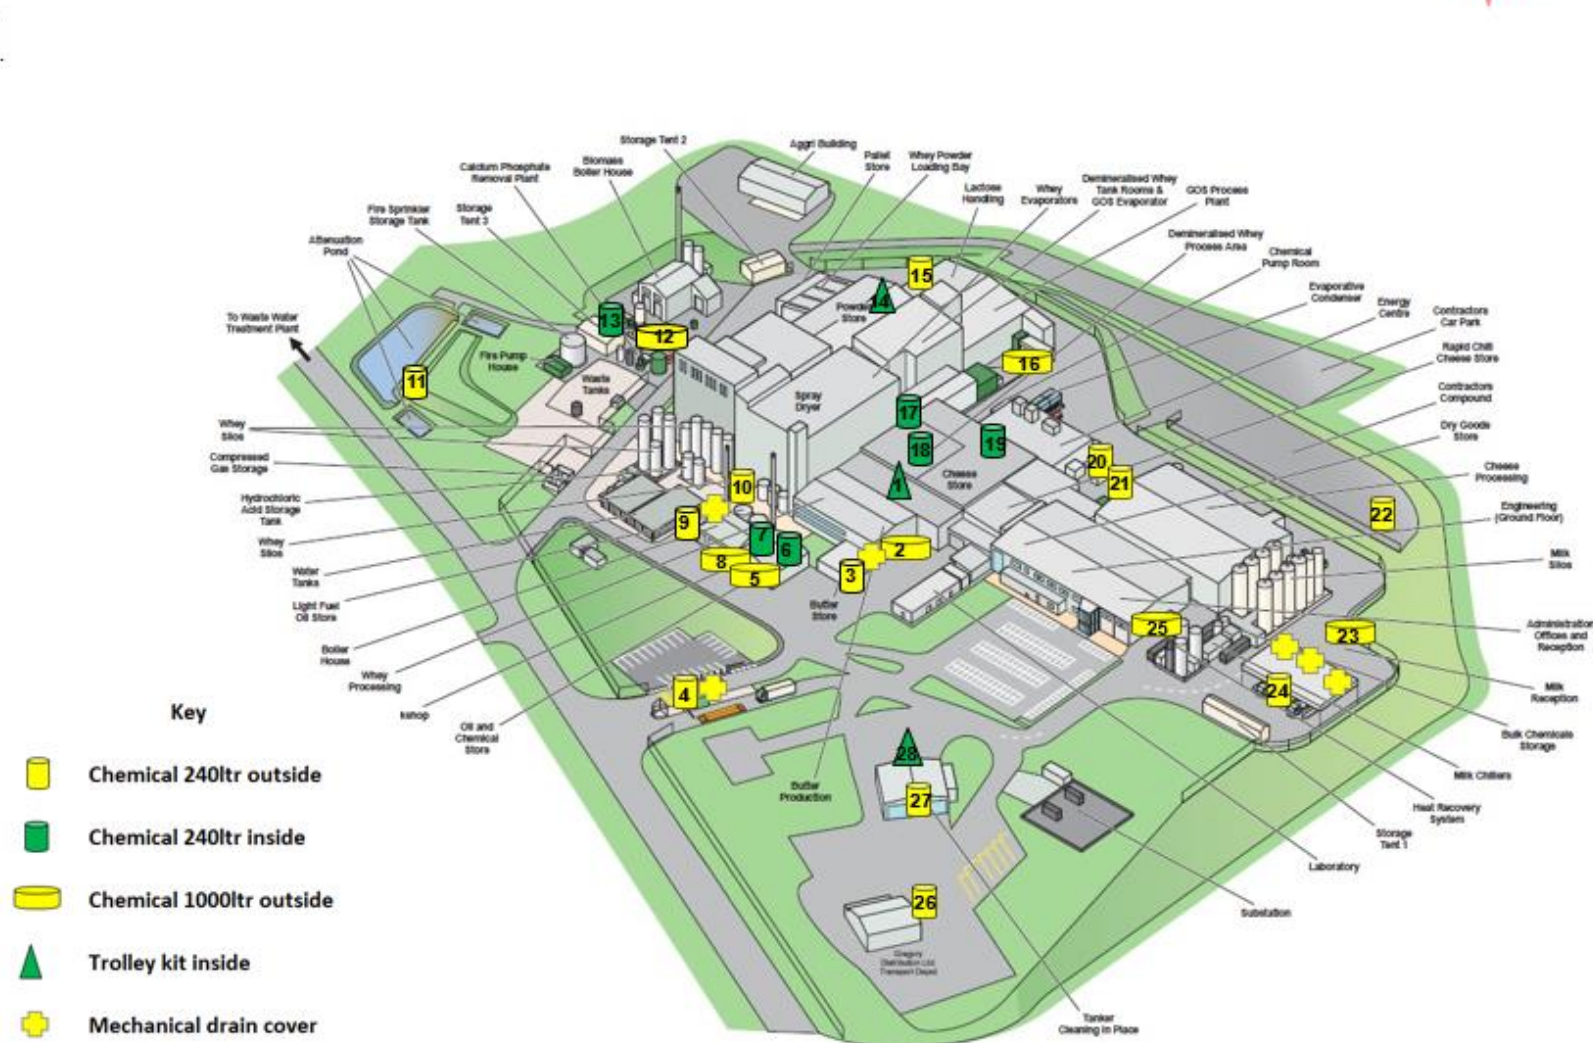 Storage Tent 2
Aggri Building
Biomass
Boiler House
Pallet
Store
Whey Powder
Loading Bay
Calcium Phosphate
Removal Plant
Lactose
Handling
Whey
Evaporators
Demineralised Whey
Tank Rooms &
GOS Evaporator
GOS Process
Plant
Fire Sprinkler
Storage Tank
Storage
Tent 3
Demineralised Whey
Process Area
Attenuation
Pond
Chemical
Pump Room
Evaporative
Condenser
Energy
Centre
To Waste Water
Treatment Plant
Contractors
Car Park
Rapid Chill
Cheese Store
Fire Pump
House
Waste
Tanks
Powder
Store
Spray
Dryer
Contractors
Compound
Dry Goods
Store
Whey
Silos
Compressed
Gas Storage
Cheese
Store
Cheese
Processing
Hydrochloric
Acid Storage
Tank
Engineering
(Ground Floor)
Whey
Silos
Milk
Silos
Water
Tanks
Light Fuel
Oil Store
Butter
Store
Administration
Offices and
Reception
Boiler
House
Whey
Processing
Milk
Reception
kshop
Oil and
Chemical
Store
Bulk Chemicals
Storage
Milk Chillers
Butter
Production
Heat Recovery
System
Storage
Tent 1
Laboratory
Substation
Gregory
Distribution Ltd
Transport Depot
Tanker
Cleaning In Place
1
2
3
4
5
6
7
8
9
10
11
12
13
14
15
16
17
18
19
20
21
22
23
24
25
26
27
28
Key
Chemical 240ltr outside
Chemical 240ltr inside
Chemical 1000ltr outside
Trolley kit inside
Mechanical drain cover